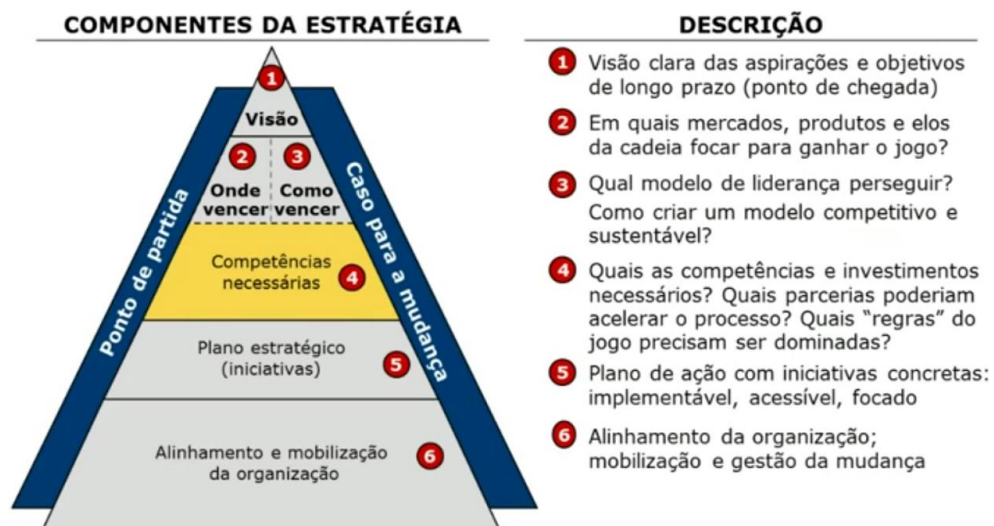 COMPONENTES DA ESTRATÉGIA
1
Visão
2
3
Onde
vencer
Como
vencer
Ponto de partida
Caso para a mudança
Competências
necessárias
4
Plano estratégico
(iniciativas)
5
Alinhamento e mobilização
da organização
6
DESCRIÇÃO
1 Visão clara das aspirações e objetivos
de longo prazo (ponto de chegada)
2 Em quais mercados, produtos e elos
da cadeia focar para ganhar o jogo?
3 Qual modelo de liderança perseguir?
Como criar um modelo competitivo e
sustentável?
4 Quais as competências e investimentos
necessários? Quais parcerias poderiam
acelerar o processo? Quais “regras” do
jogo precisam ser dominadas?
5 Plano de ação com iniciativas concretas:
implementável, acessível, focado
6 Alinhamento da organização;
mobilização e gestão da mudança